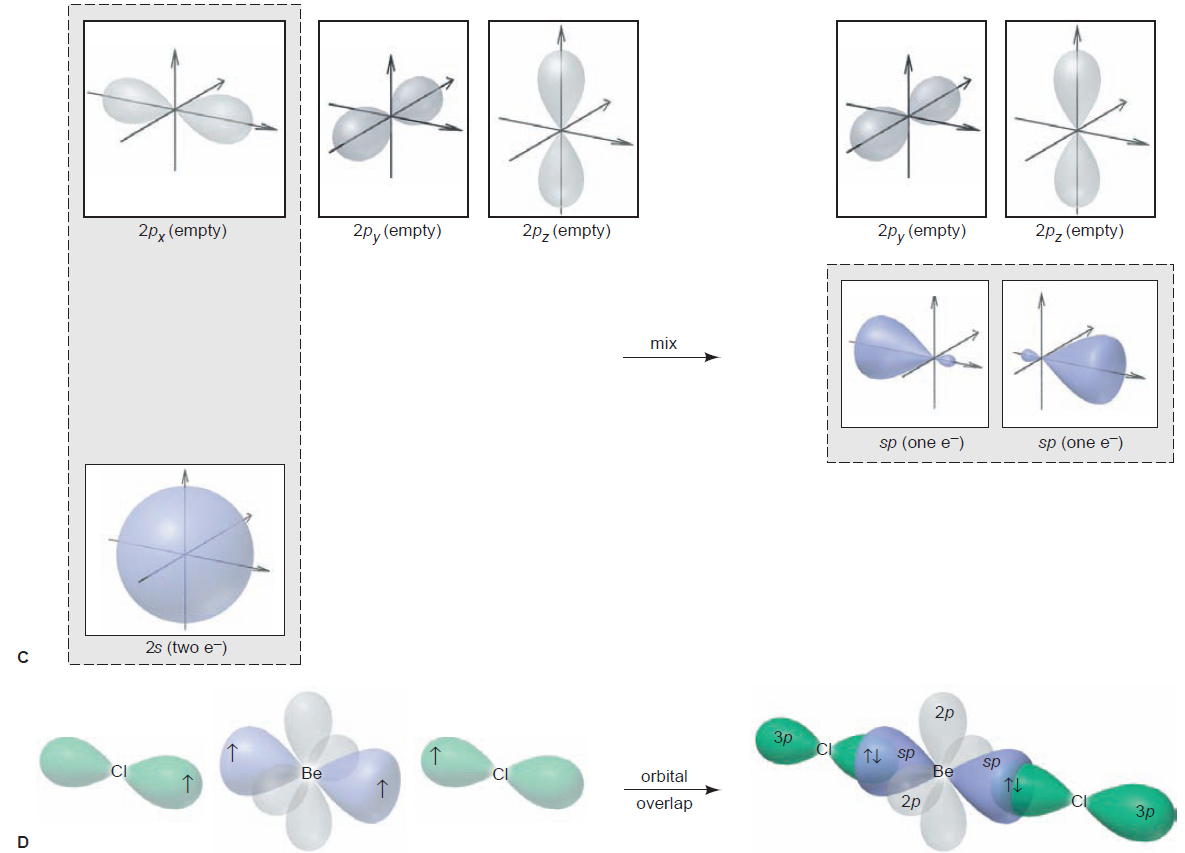 2px (empty)
2py (empty)
2pz (empty)
2py (empty)
2pz (empty)
mix
sp (one e–)
sp (one e–)
2s (two e–)
C
Cl
↑
↑
Be
↑
↑
Cl
orbital
overlap
3p
Cl
↑↓
sp
2p
Be
2p
sp
↑↓
Cl
3p
D